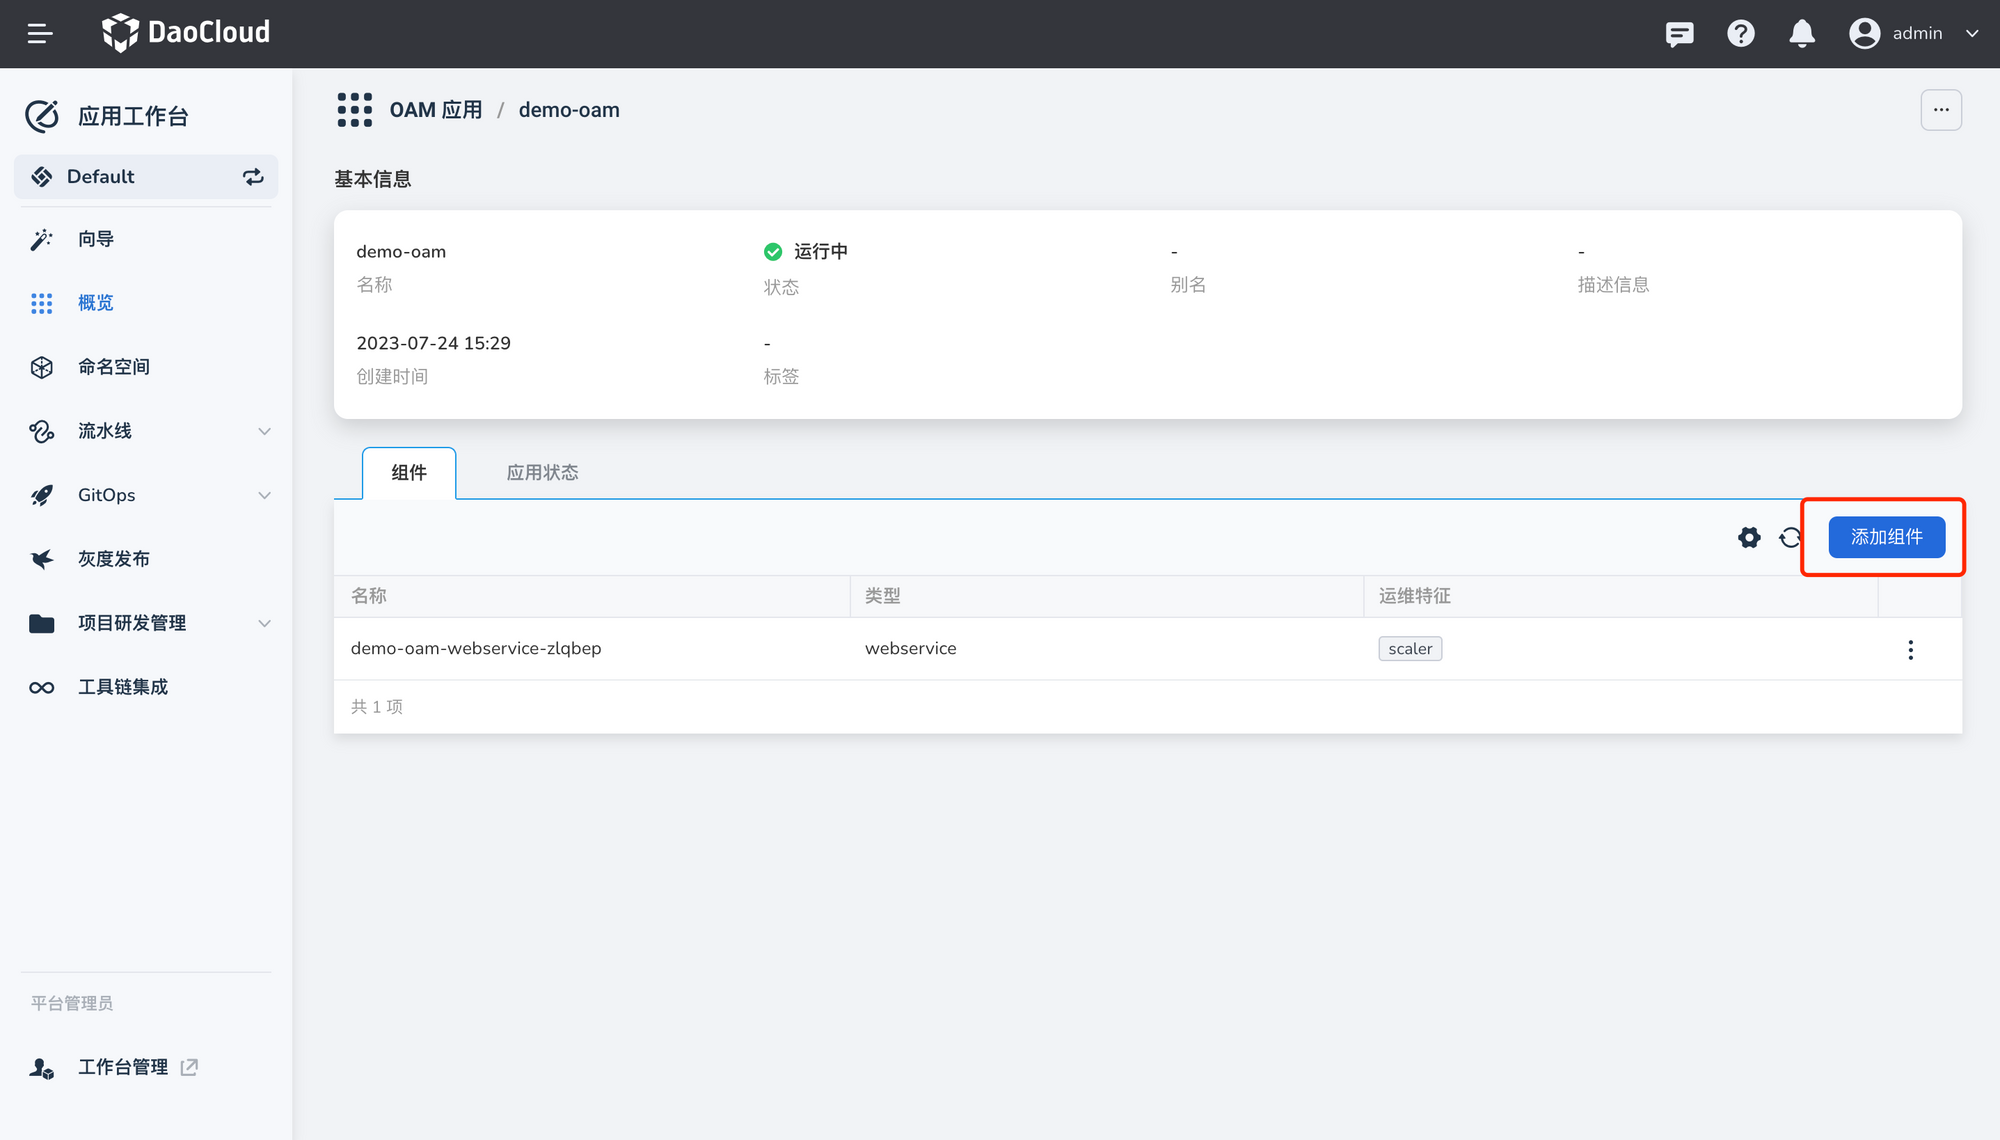 DaoCloud
admin
应用工作台
Default
向导
概览
命名空间
流水线
GitOps
灰度发布
项目研发管理
工具链集成
平台管理员
工作台管理
OAM 应用 / demo-oam
...
基本信息
demo-oam
名称
运行中
状态
-
别名
-
描述信息
2023-07-24 15:29
创建时间
-
标签
组件
应用状态
添加组件
名称
类型
运维特征
demo-oam-webservice-zlqbep
webservice
scaler
共 1 项